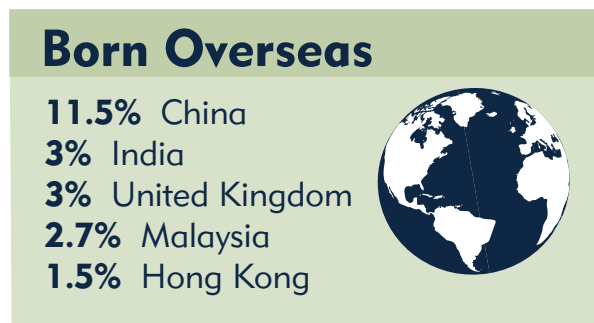 Born Overseas
11.5% China
3% India
3% United Kingdom
2.7% Malaysia
1.5% Hong Kong